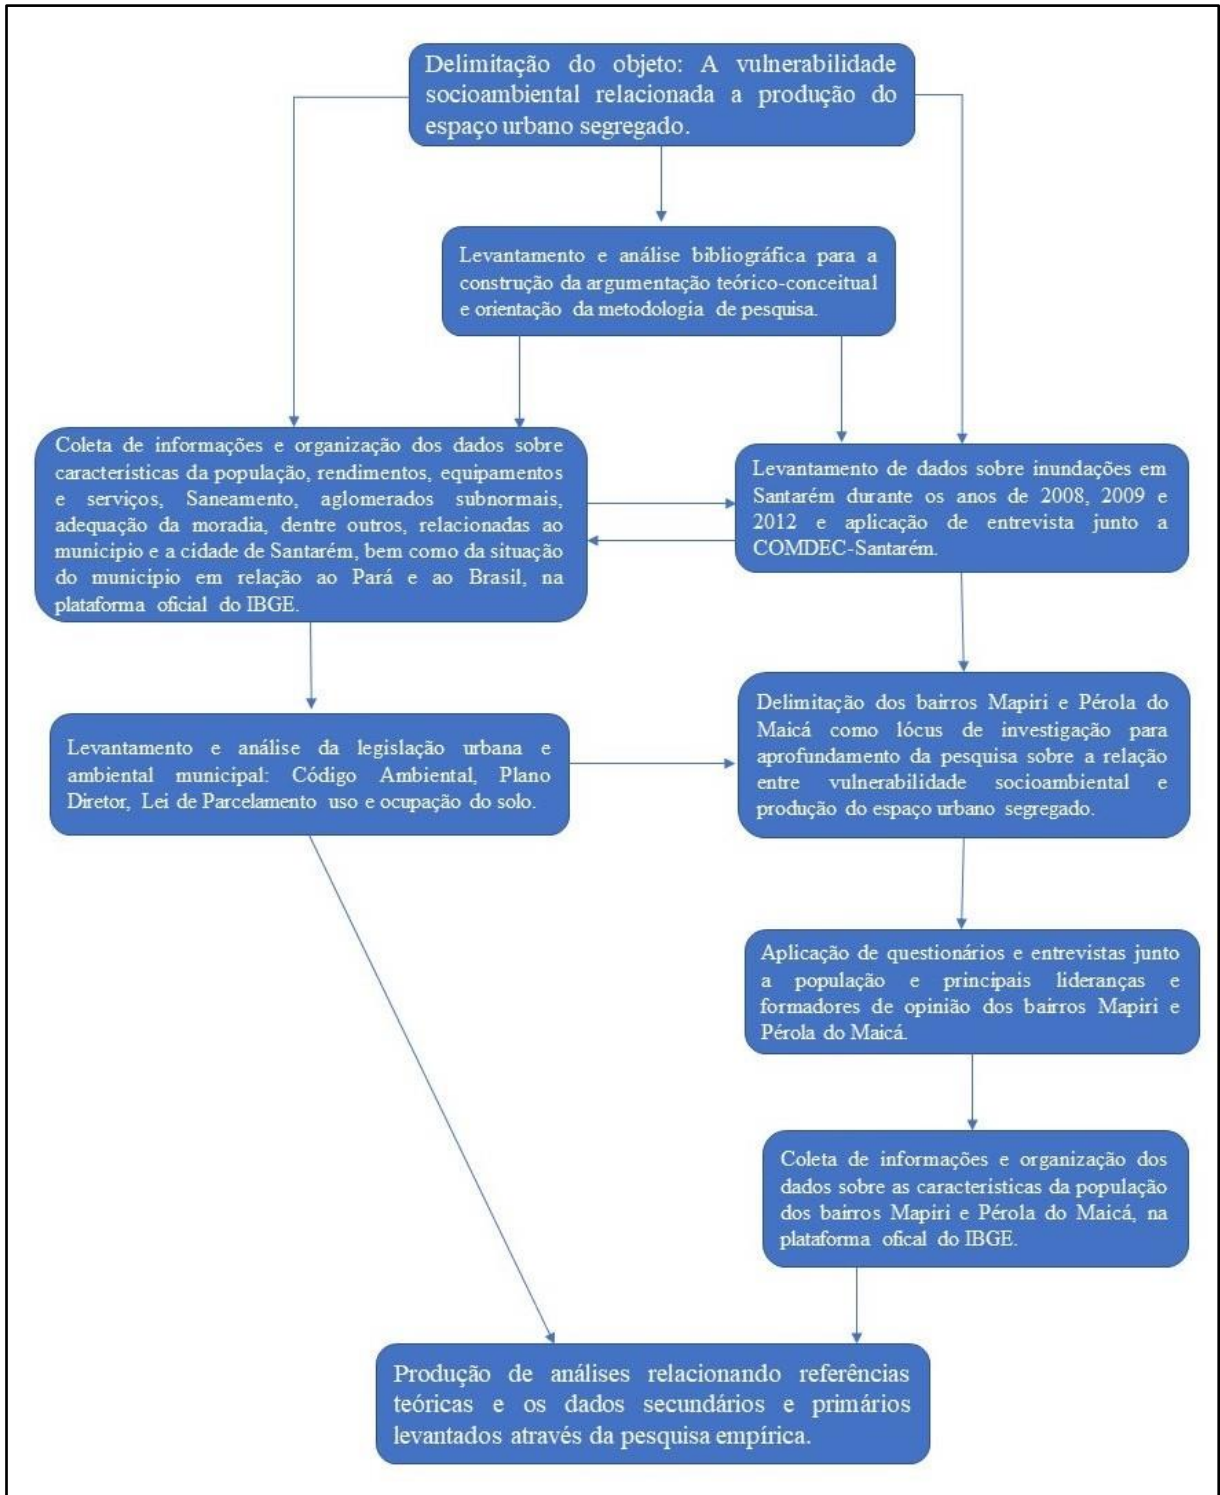 Delimitação do objeto: A vulnerabilidade
socioambiental relacionada a produção do
espaço urbano segregado.
Levantamento e análise bibliográfica para a
construção da argumentação teórico-conceitual
e orientação da metodologia de pesquisa.
Coleta de informações e organização dos dados sobre
características da população, rendimentos, equipamentos
e serviços, Saneamento, aglomerados subnormais,
adequação da moradia, dentre outros, relacionadas ao
municipio e a cidade de Santarém, bem como da situação
do município em relação ao Pará e ao Brasil, na
plataforma oficial do IBGE.
Levantamento de dados sobre inundações em
Santarém durante os anos de 2008, 2009 e
2012 e aplicação de entrevista junto a
COMDEC-Santarém.
Levantamento e análise da legislação urbana e
ambiental municipal: Código Ambiental, Plano
Diretor, Lei de Parcelamento uso e ocupação do solo.
Delimitação dos bairros Mapiri e Pérola do
Maicá como lócus de investigação para
aprofundamento da pesquisa sobre a relação
entre vulnerabilidade socioambiental e
produção do espaço urbano segregado.
Aplicação de questionários e entrevistas junto
a população e principais lideranças e
formadores de opinião dos bairros Mapiri e
Pérola do Maicá.
Coleta de informações e organização dos
dados sobre as caracteristicas da população
dos bairros Mapiri e Pérola do Maicá, na
plataforma ofical do IBGE.
Produção de análises relacionando referências
teóricas e os dados secundários e primários
levantados através da pesquisa empírica.